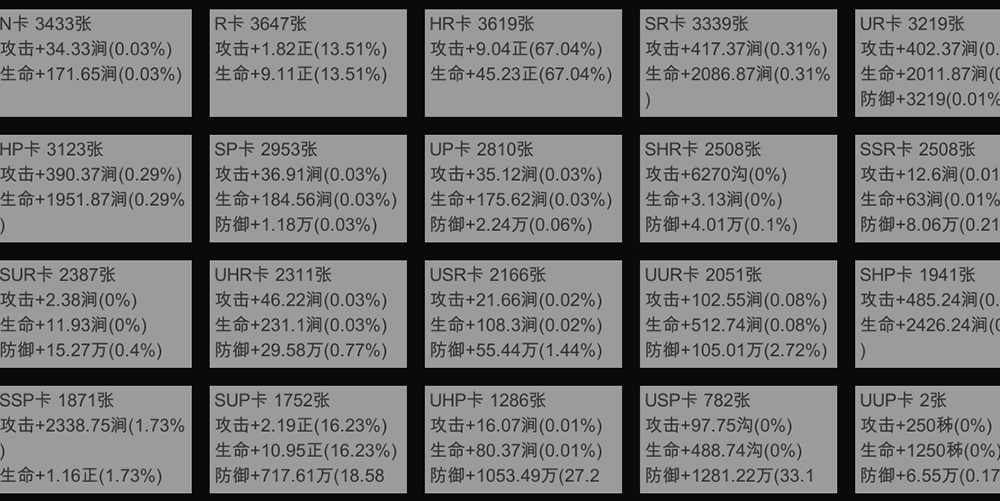 N卡 3433张
攻击+34.33涧(0.03%)
生命+171.65涧(0.03%)
R卡 3647张
攻击+1.82正(13.51%)
生命+9.11正(13.51%)
HR卡 3619张
攻击+9.04正(67.04%)
生命+45.23正(67.04%)
SR卡 3339张
攻击+417.37涧(0.31%)
生命+2086.87涧(0.31%
)
UR卡 3219张
攻击+402.37涧(0.
生命+2011.87涧(0
防御+3219(0.01%
HP卡 3123张
攻击+390.37涧(0.29%)
生命+1951.87涧(0.29%
)
SP卡 2953张
攻击+36.91涧(0.03%)
生命+184.56涧(0.03%)
防御+1.18万(0.03%)
UP卡 2810张
攻击+35.12涧(0.03%)
生命+175.62涧(0.03%)
防御+2.24万(0.06%)
SHR卡 2508张
攻击+6270沟(0%)
生命+3.13涧(0%)
防御+4.01万(0.1%)
SSR卡 2508张
攻击+12.6涧(0.01
生命+63涧(0.01%
防御+8.06万(0.21
SUR卡 2387张
攻击+2.38涧(0%)
生命+11.93涧(0%)
防御+15.27万(0.4%)
UHR卡 2311张
攻击+46.22涧(0.03%)
生命+231.1涧(0.03%)
防御+29.58万(0.77%)
USR卡 2166张
攻击+21.66涧(0.02%)
生命+108.3涧(0.02%)
防御+55.44万(1.44%)
UUR卡 2051张
攻击+102.55涧(0.08%)
生命+512.74涧(0.08%)
防御+105.01万(2.72%)
SHP卡 1941张
攻击+485.24涧(0.
生命+2426.24涧(0
)
SSP卡 1871张
攻击+2338.75涧(1.73%
)
生命+1.16正(1.73%)
SUP卡 1752张
攻击+2.19正(16.23%)
生命+10.95正(16.23%)
防御+717.61万(18.58
UHP卡 1286张
攻击+16.07涧(0.01%)
生命+80.37涧(0.01%)
防御+1053.49万(27.2
USP卡 782张
攻击+97.75沟(0%)
生命+488.74沟(0%)
防御+1281.22万(33.1
UUP卡 2张
攻击+250秭(0%)
生命+1250秭(0%)
防御+6.55万(0.17